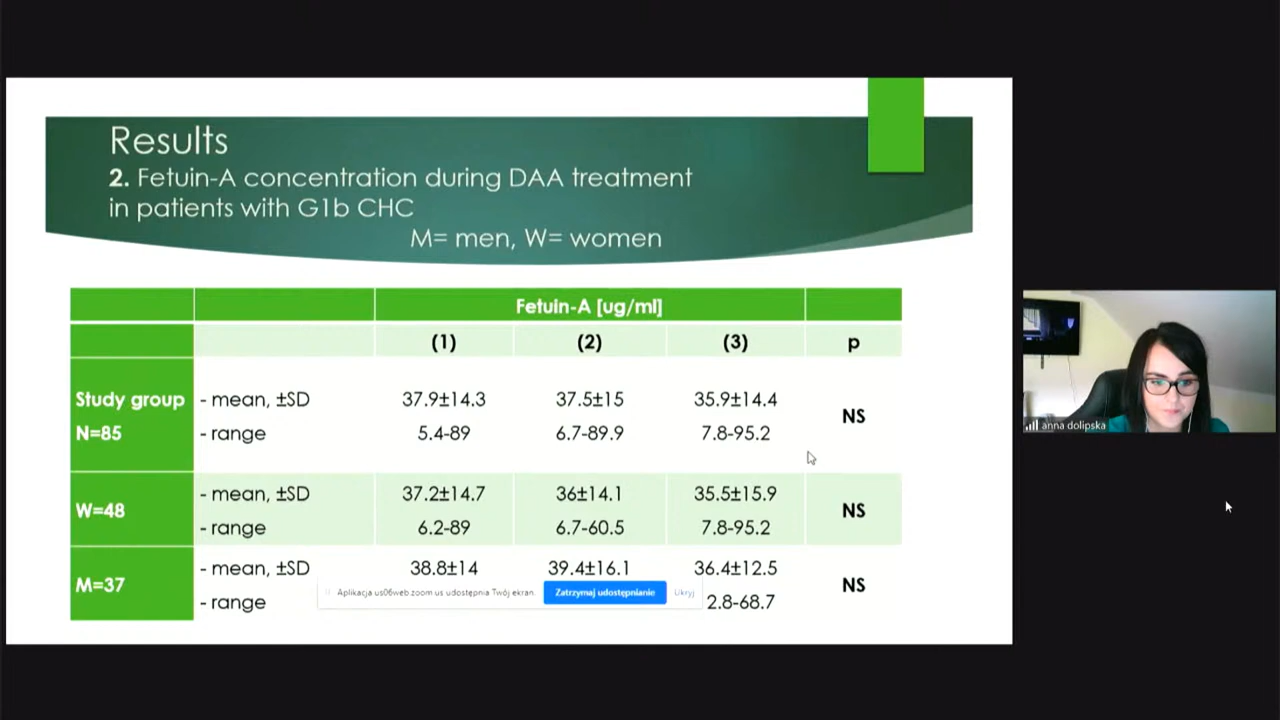 Results
2. Fetuin-A concentration during DAA treatment
in patients with G1b CHC
M= men, W= women
Fetuin-A [ug/ml]
(1) (2) (3) p
Study group - mean, ±SD 37.9±14.3 37.5±15 35.9±14.4
NS
N=85 - range 5.4-89 6.7-89.9 7.8-95.2
- mean, ±SD 37.2±14.7 36±14.1 35.5±15.9
W=48 NS
- range 6.2-89 6.7-60.5 7.8-95.2
- mean, ±SD 38.8±14 39.4±16.1 36.4±12.5
M=37 NS
Aplikacja us06web.zoom.us udostępnia Twój ekran. Zatrzymaj udostępnianie Ukryj
- range 2.8-68.7
anna dolipska